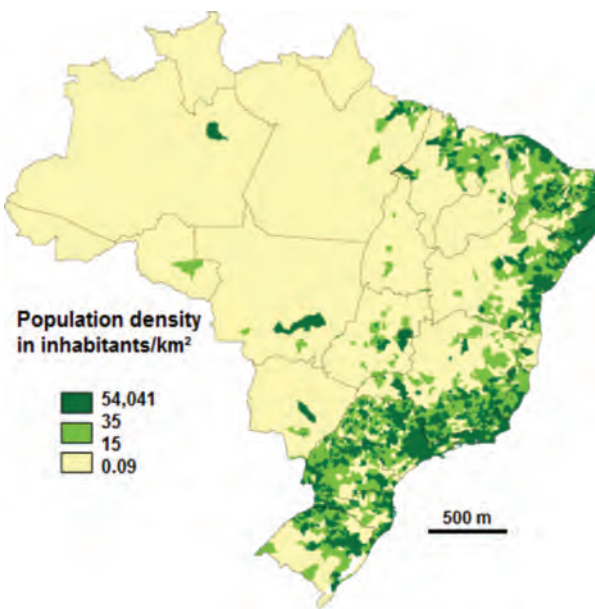 Population density
in inhabitants/km²
54,041
35
15
0.09
500 m